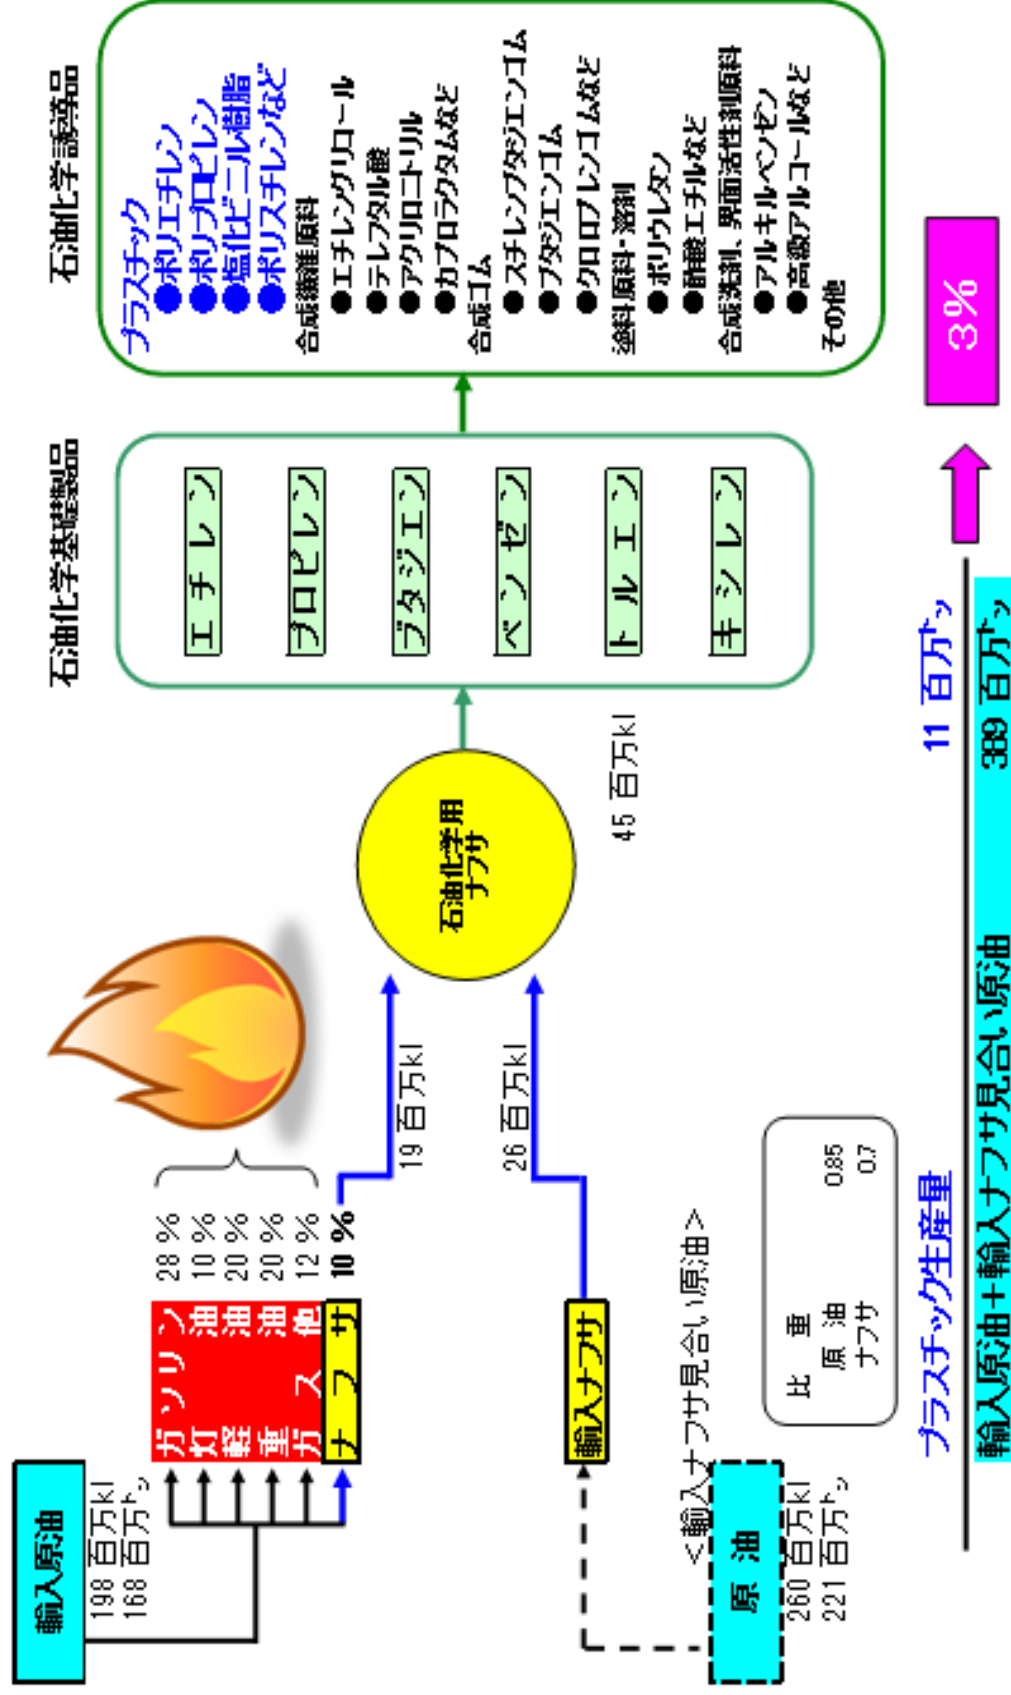 輸入原油
198 百万kl
168 百万トン
ガソリン 28 %
灯油 10 %
軽油 20 %
重油 20 %
ガス他 12 %
ナフサ 10 %
19 百万kl
輸入ナフサ
26 百万kl
<輸入ナフサ見合い原油>
原油
260 百万kl
221 百万トン
比重
原油 0.85
ナフサ 0.7
石油化学用
ナフサ
45 百万kl
石油化学基礎製品
エチレン
プロピレン
ブタジエン
ベンゼン
トルエン
キシレン
石油化学誘導品
プラスチック
●ポリエチレン
●ポリプロピレン
●塩化ビニル樹脂
●ポリスチレンなど
合成繊維原料
●エチレングリコール
●テレフタル酸
●アクリロニトリル
●カプロラクタムなど
合成ゴム
●スチレンブタジエンゴム
●ブタジエンゴム
●クロロプレンゴムなど
塗料原料・溶剤
●ポリウレタン
●酢酸エチルなど
合成洗剤、界面活性剤原料
●アルキルベンゼン
●高級アルコールなど
その他
プラスチック生産量 11 百万トン
輸入原油＋輸入ナフサ見合い原油 389 百万トン
3%